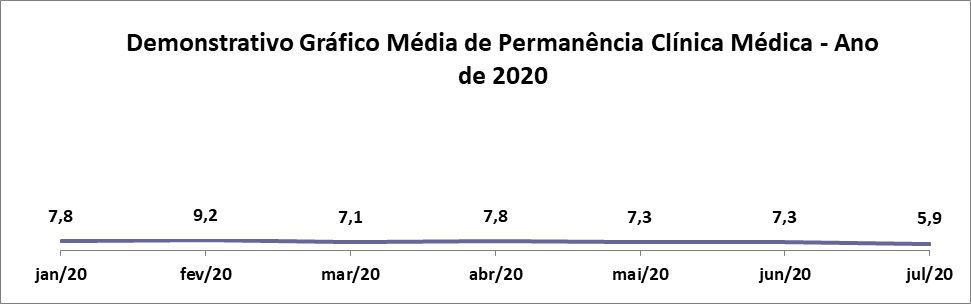 Demonstrativo Gráfico Média de Permanência Clínica Médica - Ano
de 2020
7,8 9,2 7,1 7,8 7,3 7,3 5,9
jan/20 fev/20 mar/20 abr/20 mai/20 jun/20 jul/20